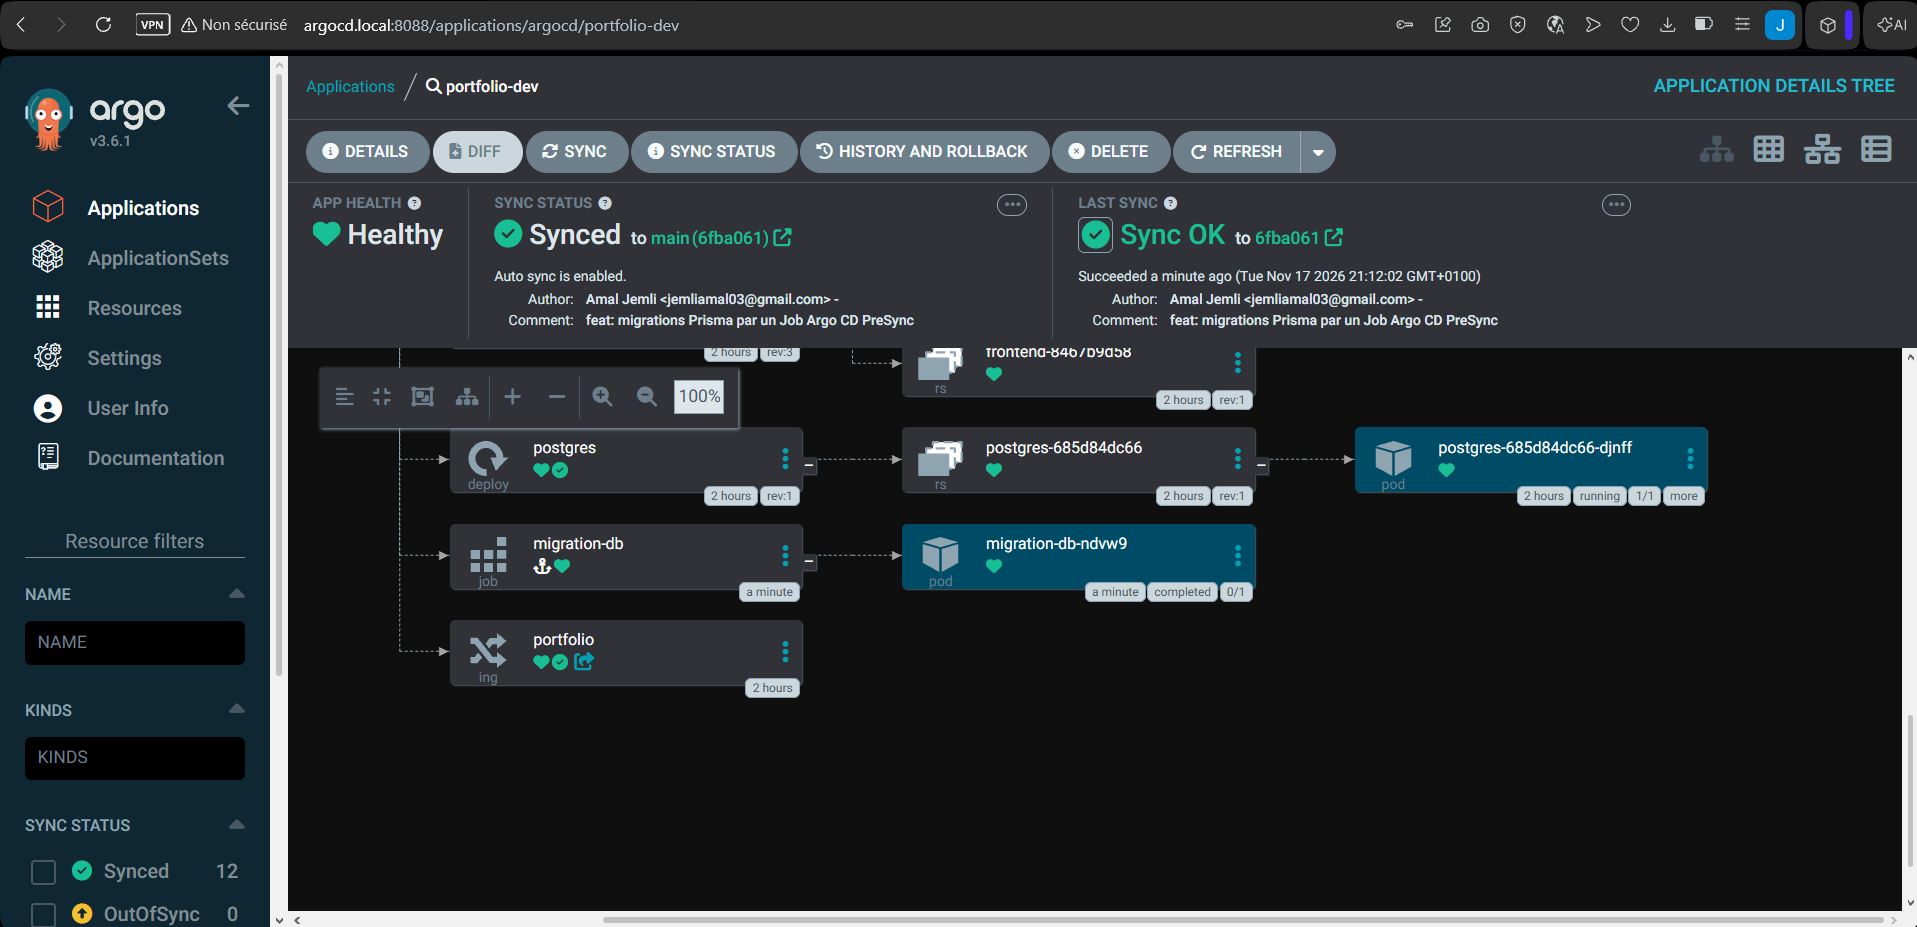 VPN Non sécurisé argocd.local:8088/applications/argocd/portfolio-dev J AI
argo
v3.6.1
Applications
ApplicationSets
Resources
Settings
User Info
Documentation
Resource filters
NAME
NAME
KINDS
KINDS
SYNC STATUS
Synced 12
OutOfSync 0
Applications / portfolio-dev
APPLICATION DETAILS TREE
DETAILS DIFF SYNC SYNC STATUS HISTORY AND ROLLBACK DELETE REFRESH
APP HEALTH
Healthy
SYNC STATUS
Synced to main (6fba061)
Auto sync is enabled.
Author: Amal Jemli <jemliamal03@gmail.com> -
Comment: feat: migrations Prisma par un Job Argo CD PreSync
LAST SYNC
Sync OK to 6fba061
Succeeded a minute ago (Tue Nov 17 2026 21:12:02 GMT+0100)
Author: Amal Jemli <jemliamal03@gmail.com> -
Comment: feat: migrations Prisma par un Job Argo CD PreSync
2 hours rev:3
frontend-8467b9d58
rs
2 hours rev:1
100%
postgres
deploy
2 hours rev:1
postgres-685d84dc66
rs
2 hours rev:1
postgres-685d84dc66-djnff
pod
2 hours running 1/1 more
migration-db
job
a minute
migration-db-ndvw9
pod
a minute completed 0/1
portfolio
ing
2 hours